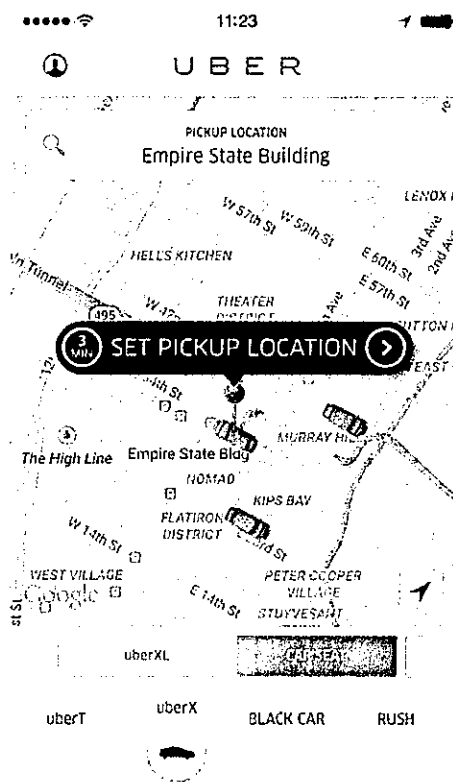 11:23
UBER
PICKUP LOCATION
Empire State Building
W 57th St
W 59th St
3rd Ave
2nd Ave
E 60th St
E 57th St
HELL'S KITCHEN
THEATER
495
3
MIN
SET PICKUP LOCATION
The High Line
Empire State Bldg
NOMAD
KIPS BAY
FLATIRON
DISTRICT
W 14th St
WEST VILLAGE
Google
E 14th St
PETER COOPER
VILLAGE
STUYVESANT
uberXL
CAR SEAT
uberT
uberX
BLACK CAR
RUSH